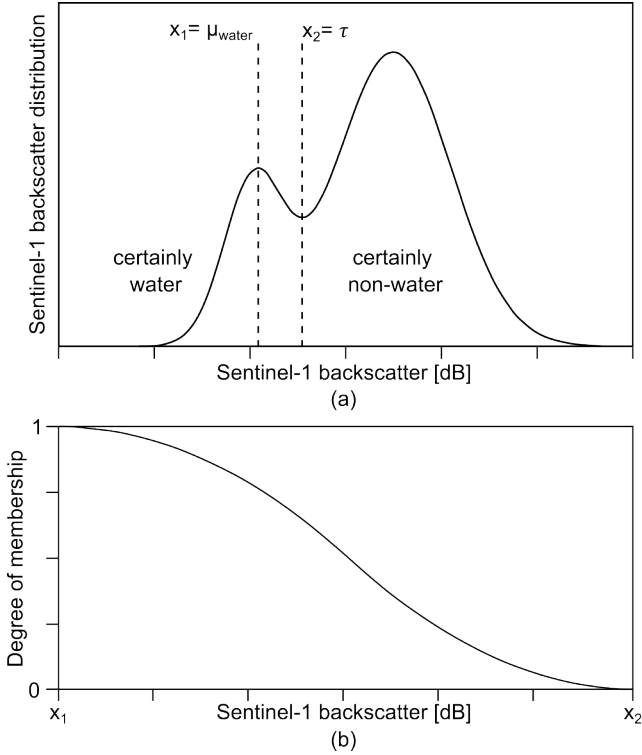 x₁= μwater
x₂= τ
Sentinel-1 backscatter distribution
certainly
water
certainly
non-water
Sentinel-1 backscatter [dB]
(a)
1
Degree of membership
0
x₁
Sentinel-1 backscatter [dB]
x₂
(b)